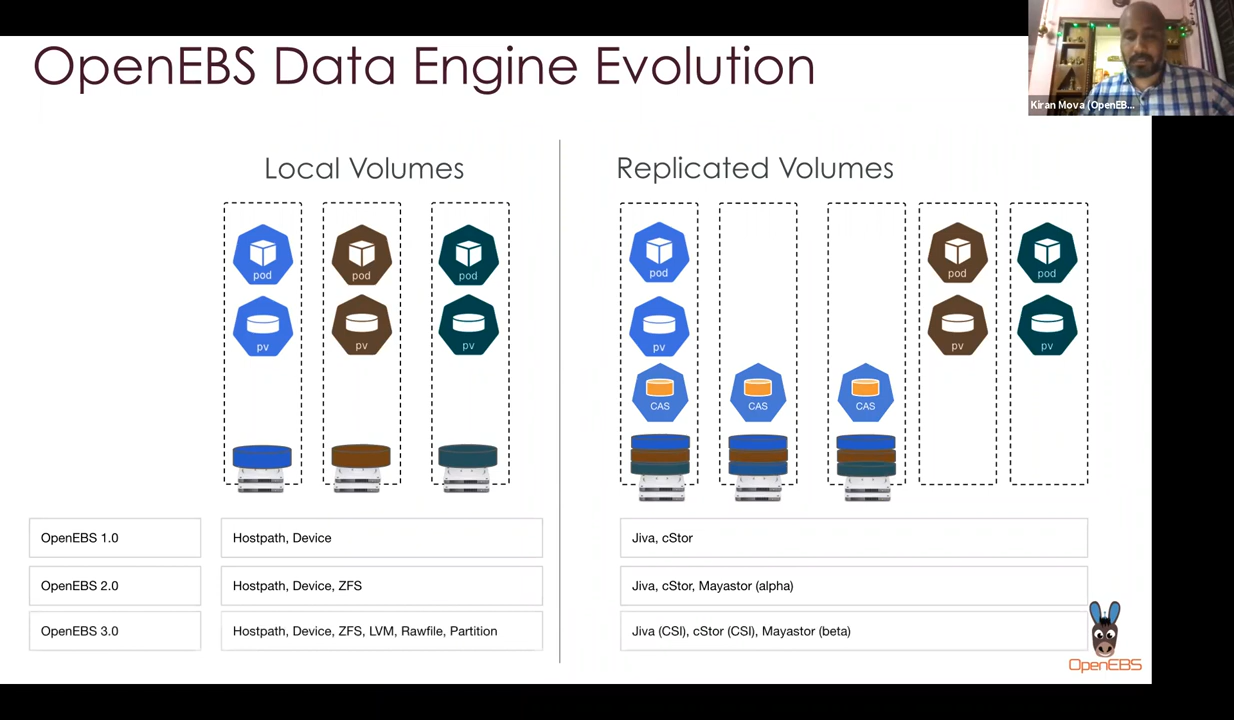 OpenEBS Data Engine Evolution
Kiran Mova (OpenEB...
Local Volumes
Replicated Volumes
pod
pod
pod
pod
pod
pod
pv
pv
pv
pv
pv
pv
CAS
CAS
CAS
OpenEBS 1.0
Hostpath, Device
Jiva, cStor
OpenEBS 2.0
Hostpath, Device, ZFS
Jiva, cStor, Mayastor (alpha)
OpenEBS 3.0
Hostpath, Device, ZFS, LVM, Rawfile, Partition
Jiva (CSI), cStor (CSI), Mayastor (beta)
OpenEBS